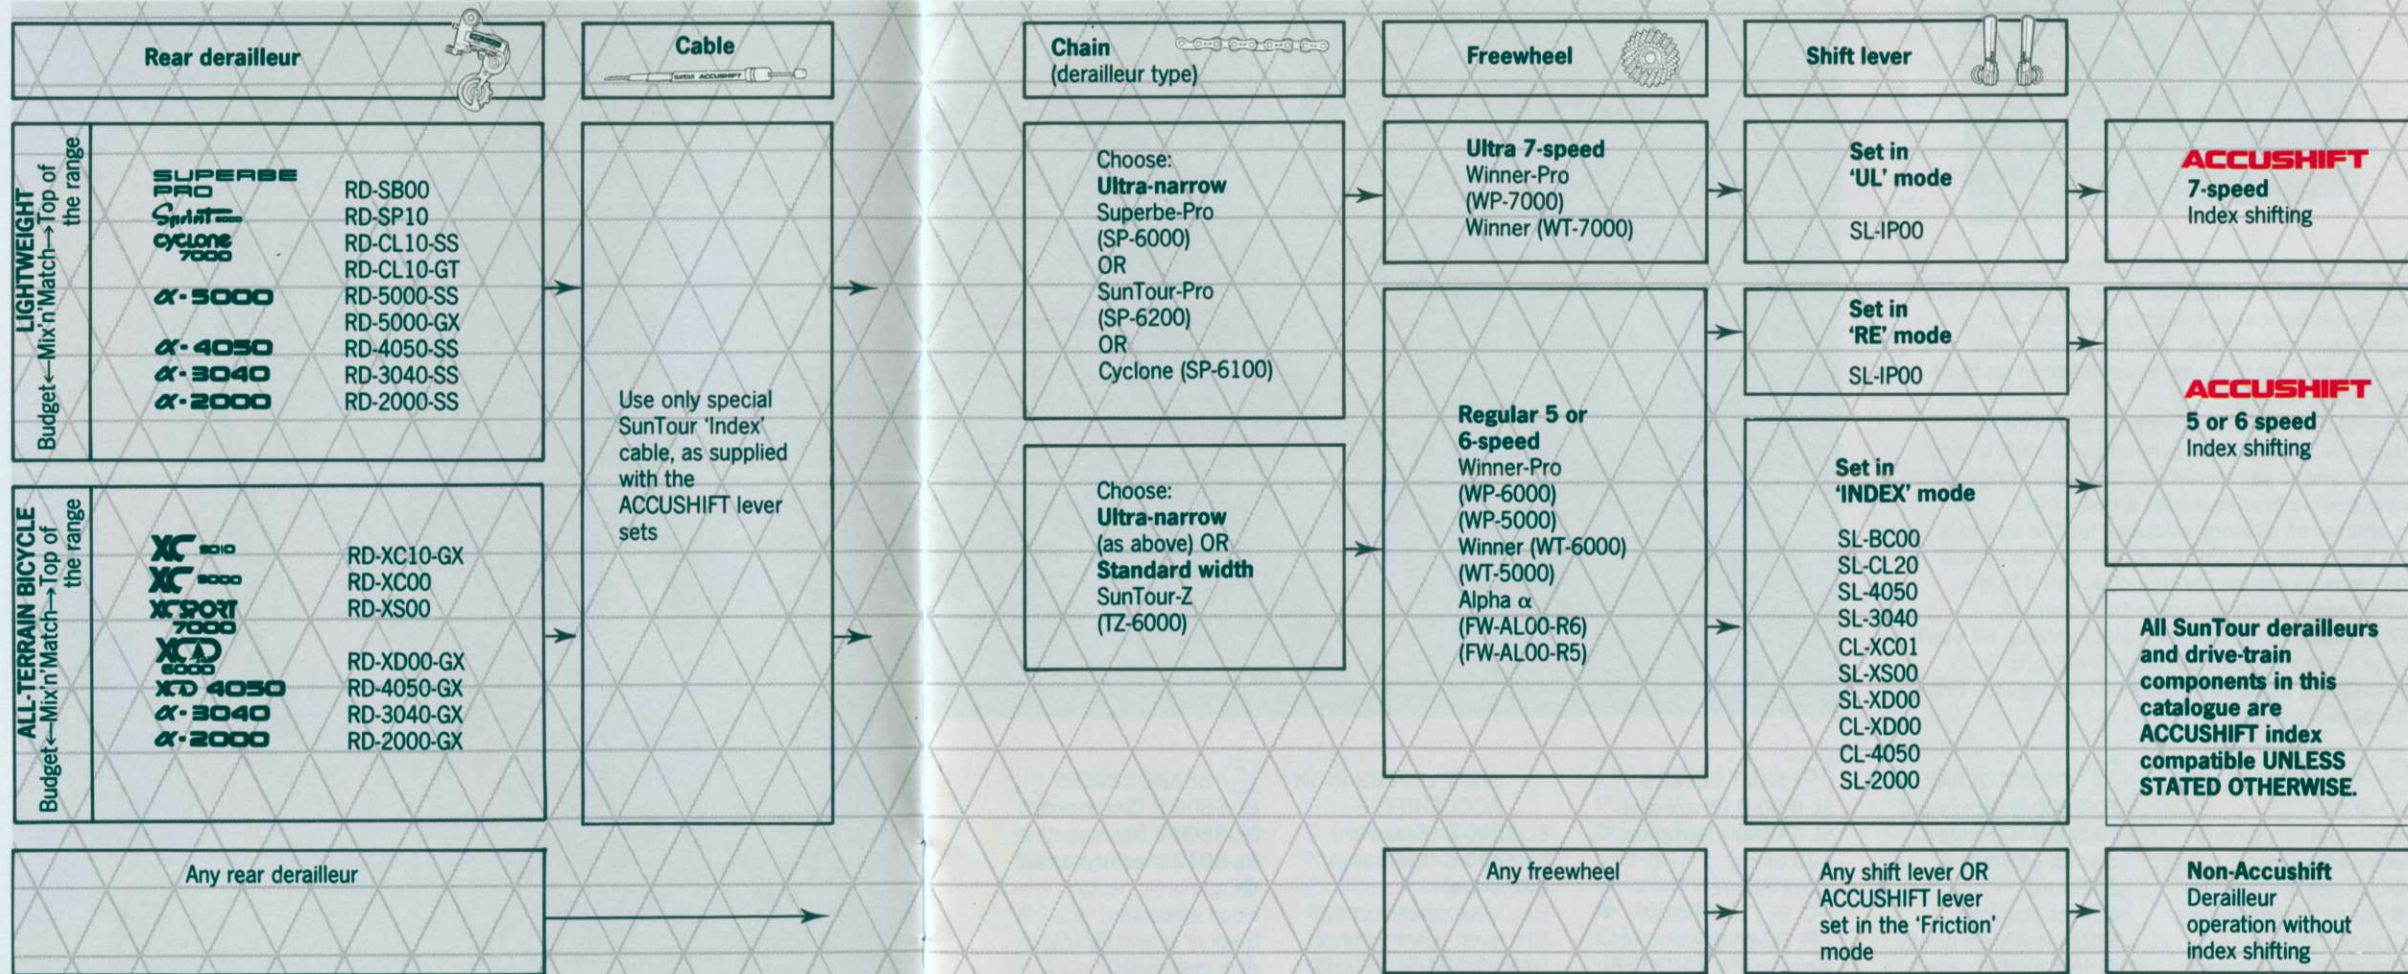 Rear derailleur
Cable
SunTour ACCUSHIFT
Chain
(derailleur type)
Freewheel
Shift lever
LIGHTWEIGHT
Budget←Mix'n'Match→Top of
the range
SUPERBE
PRO
RD-SB00
Sprint 9000
RD-SP10
CYCLONE
7000
RD-CL10-SS
RD-CL10-GT
α-5000
RD-5000-SS
RD-5000-GX
α-4050
RD-4050-SS
α-3040
RD-3040-SS
α-2000
RD-2000-SS
ALL-TERRAIN BICYCLE
Budget←Mix'n'Match→Top of
the range
XC 9010
RD-XC10-GX
XC 9000
RD-XC00
XCSPORT
7000
RD-XS00
XCD
6000
RD-XD00-GX
XCD 4050
RD-4050-GX
α-3040
RD-3040-GX
α-2000
RD-2000-GX
Any rear derailleur
Use only special
SunTour ‘Index’
cable, as supplied
with the
ACCUSHIFT lever
sets
Choose:
Ultra-narrow
Superbe-Pro
(SP-6000)
OR
SunTour-Pro
(SP-6200)
OR
Cyclone (SP-6100)
Choose:
Ultra-narrow
(as above) OR
Standard width
SunTour-Z
(TZ-6000)
Ultra 7-speed
Winner-Pro
(WP-7000)
Winner (WT-7000)
Regular 5 or
6-speed
Winner-Pro
(WP-6000)
(WP-5000)
Winner (WT-6000)
(WT-5000)
Alpha α
(FW-AL00-R6)
(FW-AL00-R5)
Any freewheel
Set in
‘UL’ mode
SL-IP00
Set in
‘RE’ mode
SL-IP00
Set in
‘INDEX’ mode
SL-BC00
SL-CL20
SL-4050
SL-3040
CL-XC01
SL-XS00
SL-XD00
CL-XD00
CL-4050
SL-2000
Any shift lever OR
ACCUSHIFT lever
set in the ‘Friction’
mode
ACCUSHIFT
7-speed
Index shifting
ACCUSHIFT
5 or 6 speed
Index shifting
All SunTour derailleurs
and drive-train
components in this
catalogue are
ACCUSHIFT index
compatible UNLESS
STATED OTHERWISE.
Non-Accushift
Derailleur
operation without
index shifting